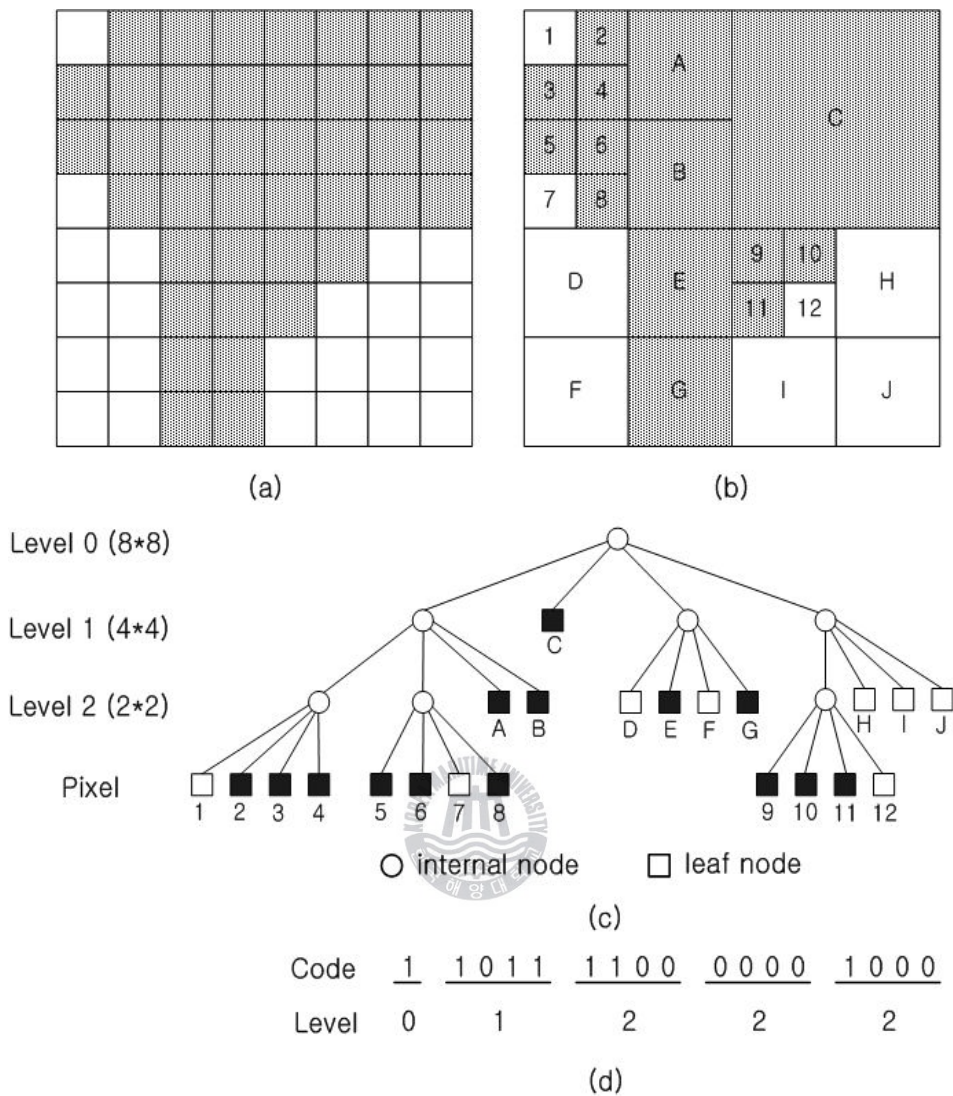 1 2 A C
3 4
5 6 B
7 8
D E 9 10 H
11 12
F G I J
(a) (b)
Level 0 (8*8)
Level 1 (4*4)
C
Level 2 (2*2)
A B D E F G H I J
Pixel
1 2 3 4 5 6 7 8 9 10 11 12
KOREA MARITIME UNIVERSITY
internal node leaf node
(c)
Code 1 1 0 1 1 1 1 0 0 0 0 0 0 1 0 0 0
Level 0 1 2 2 2
(d)